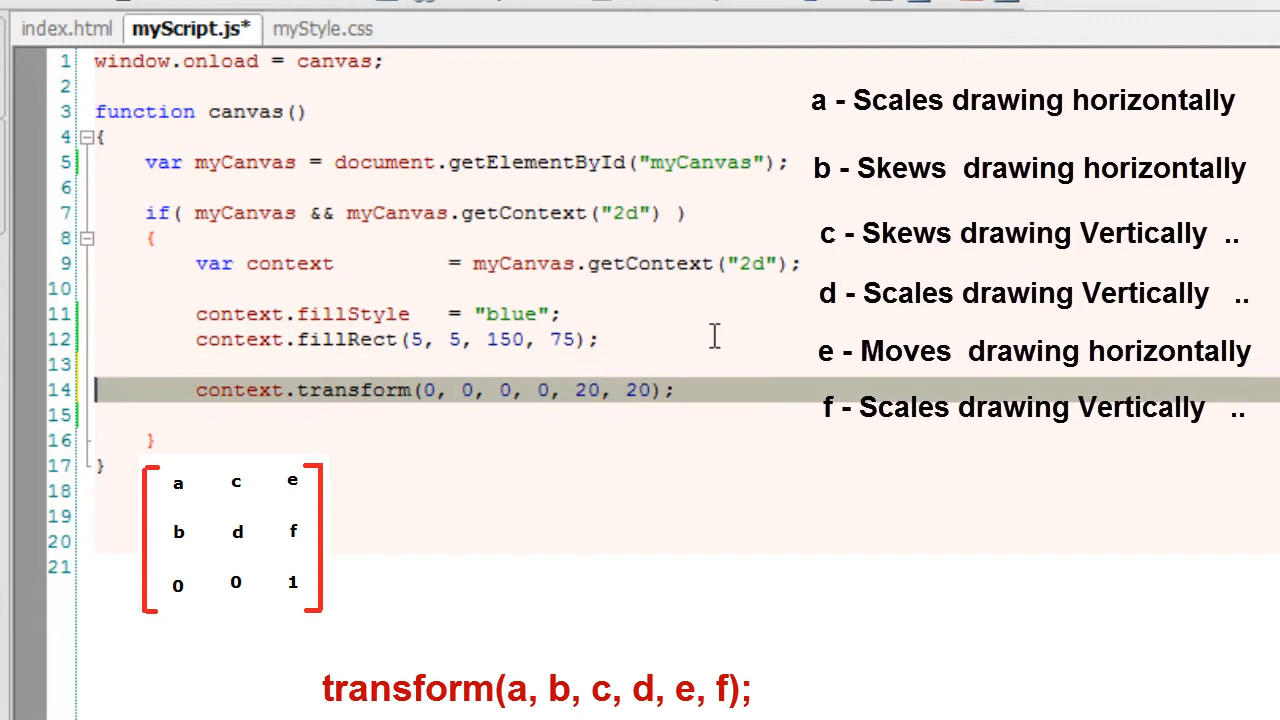 index.html myScript.js* myStyle.css
1 window.onload = canvas;
2
3 function canvas()
4 {
5 var myCanvas = document.getElementById("myCanvas");
6
7 if( myCanvas && myCanvas.getContext("2d") )
8 {
9 var context = myCanvas.getContext("2d");
10
11 context.fillStyle = "blue";
12 context.fillRect(5, 5, 150, 75);
13
14 context.transform(0, 0, 0, 0, 20, 20);
15
16 }
17 }
18
19
20
21
a - Scales drawing horizontally
b - Skews drawing horizontally
c - Skews drawing Vertically ..
d - Scales drawing Vertically ..
e - Moves drawing horizontally
f - Scales drawing Vertically ..
a c e
b d f
0 0 1
transform(a, b, c, d, e, f);